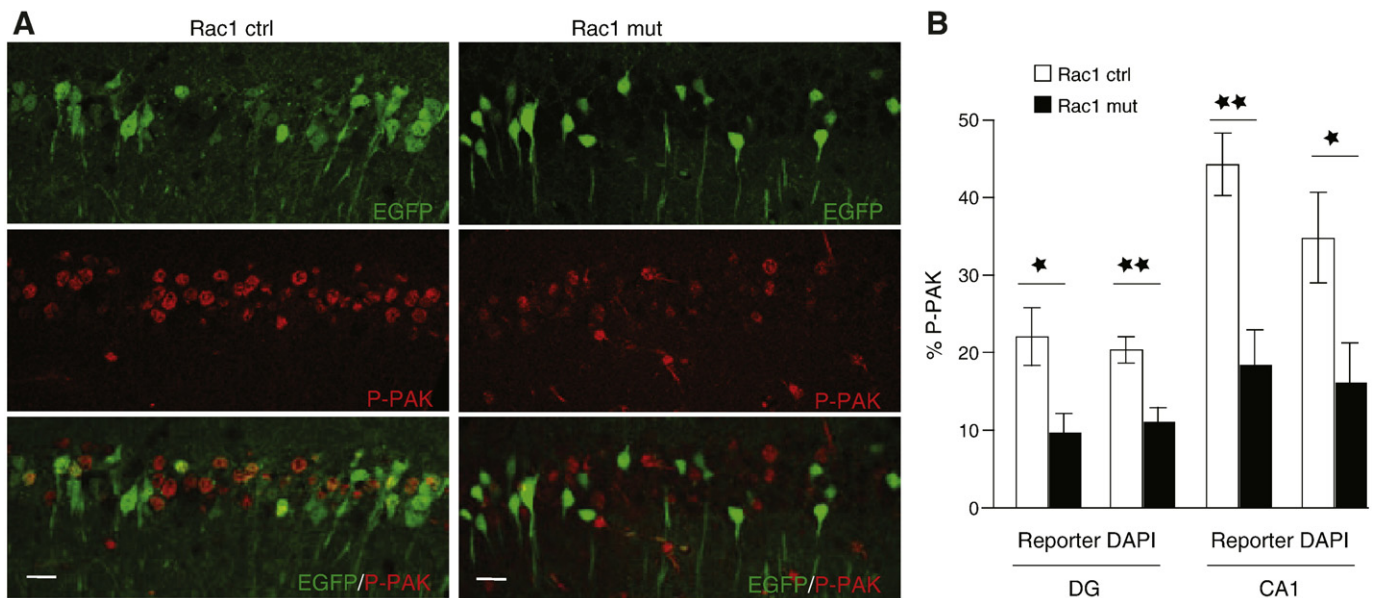 A
Rac1 ctrl
Rac1 mut
EGFP
EGFP
P-PAK
P-PAK
EGFP/P-PAK
EGFP/P-PAK
B
Rac1 ctrl
Rac1 mut
% P-PAK
50
40
30
20
10
0
Reporter DAPI
Reporter DAPI
DG
CA1